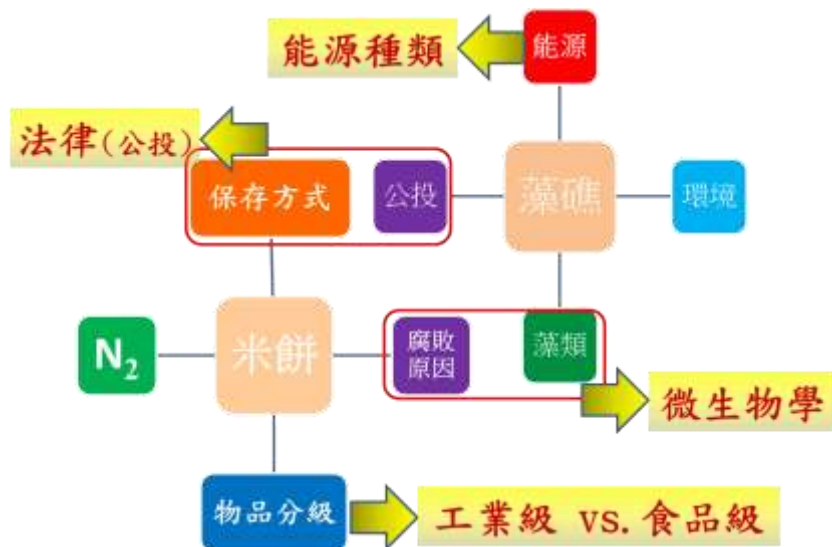 能源種類
能源
法律(公投)
保存方式
公投
藻礁
環境
N₂
米餅
腐敗
原因
藻類
微生物學
物品分級
工業級 vs. 食品級